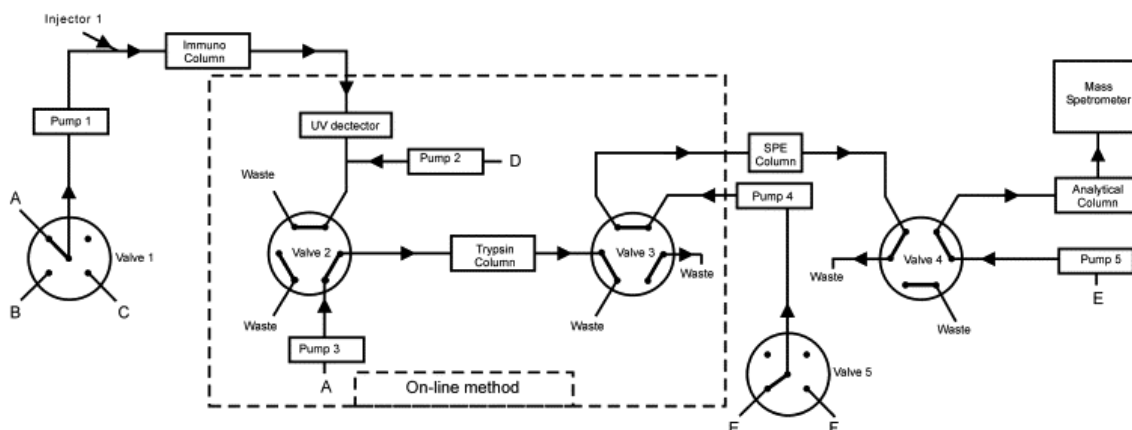 Injector 1
Immuno
Column
Pump 1
A
Valve 1
B
C
UV dectector
Pump 2
D
Waste
Valve 2
Waste
Pump 3
A
Trypsin
Column
On-line method
Valve 3
Waste
Waste
SPE
Column
Pump 4
Valve 5
Mass
Spetrometer
Analytical
Column
Valve 4
Waste
Pump 5
E
Waste